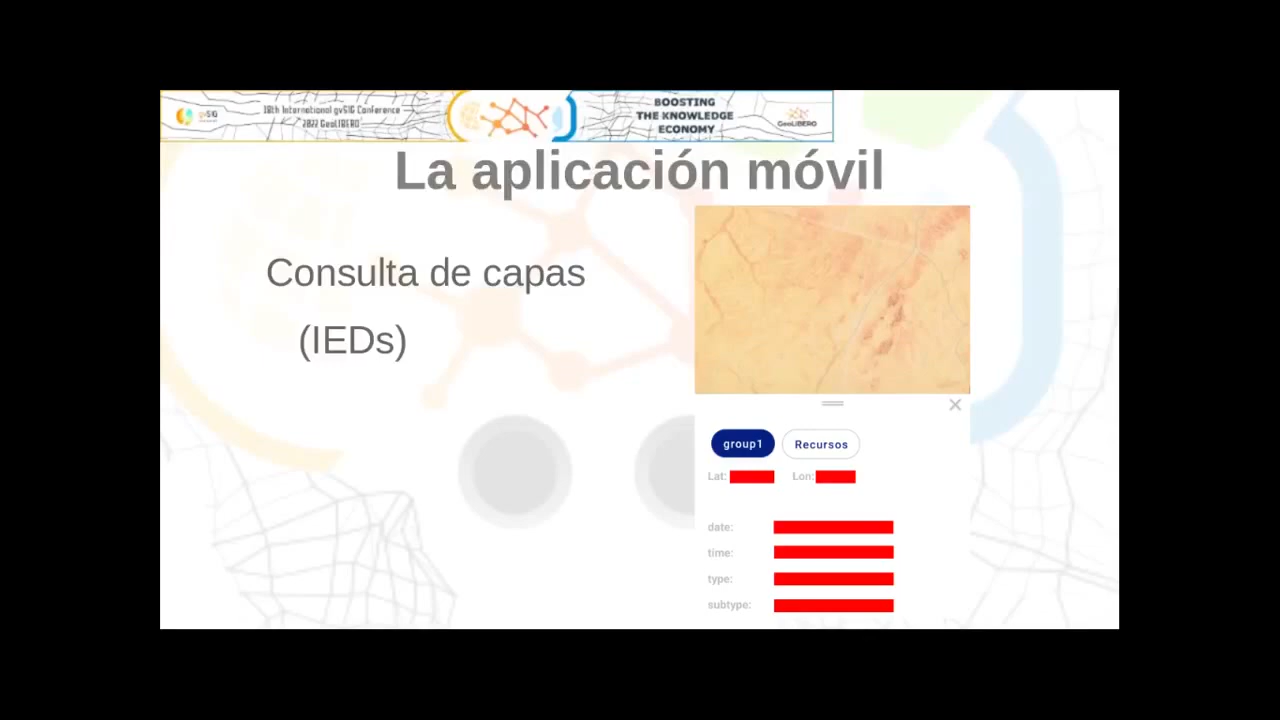 gvSIG
18th International gvSIG Conference
2022 GeoLIBERO
BOOSTING
THE KNOWLEDGE
ECONOMY
GeoLIBERO
La aplicación móvil
Consulta de capas
(IEDs)
group1
Recursos
Lat:
Lon:
date:
time:
type:
subtype: